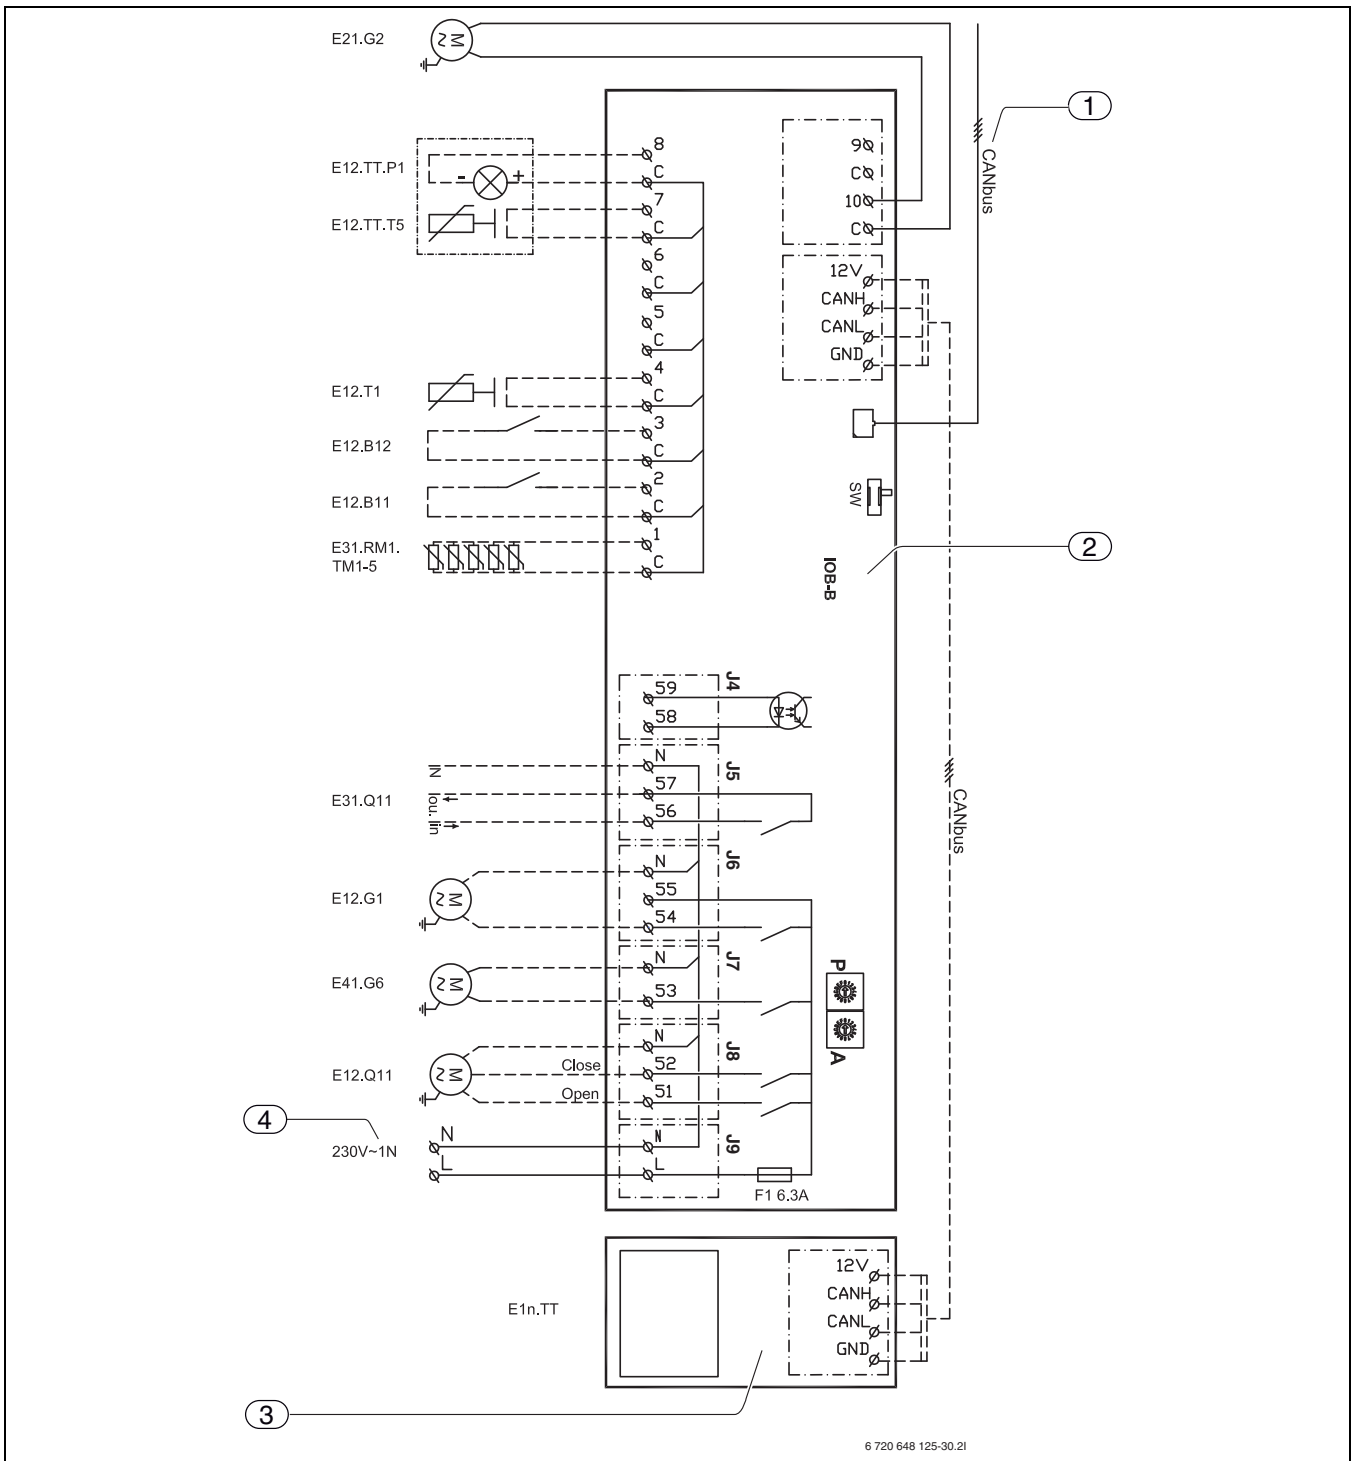 E21.G2
M
~
1
8
9
CANbus
E12.TT.P1
-
+
C
C
7
10
E12.TT.T5
C
C
6
12V
C
CANH
5
CANL
C
GND
4
E12.T1
C
3
E12.B12
C
2
SW
E12.B11
C
1
2
E31.RM1.
TM1-5
C
IOB-B
59
J4
58
N
J5
N
57
E31.Q11
ou. in
56
CANbus
N
J6
55
E12.G1
M
~
54
N
J7
P
E41.G6
M
~
53
N
J8
A
Close
52
E12.Q11
M
~
Open
51
4
230V~1N
N
N
J9
L
L
F1 6.3A
12V
E1n.TT
CANH
CANL
GND
3
6 720 648 125-30.2I